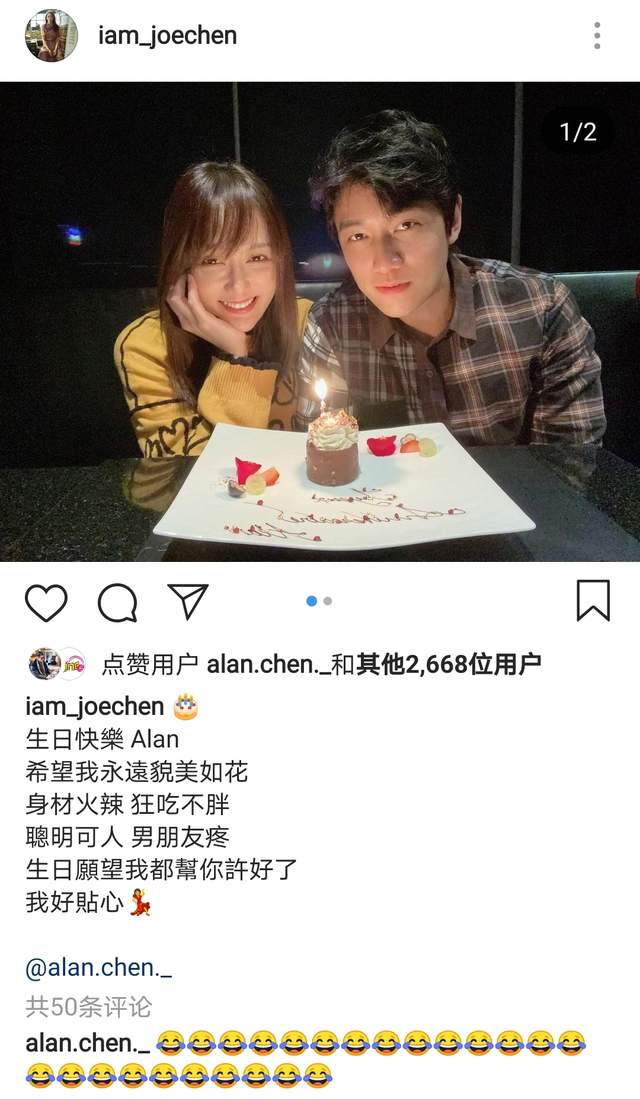 iam_joechen
1/2
点赞用户 alan.chen._和其他2,668位用户
iam_joechen 🎂
生日快樂 Alan
希望我永遠貌美如花
身材火辣 狂吃不胖
聰明可人 男朋友疼
生日願望我都幫你許好了
我好貼心💃
@alan.chen._
共50条评论
alan.chen._ 😂😂😂😂😂😂😂😂😂😂😂😂😂😂
😂😂😂😂😂😂😂😂😂😂